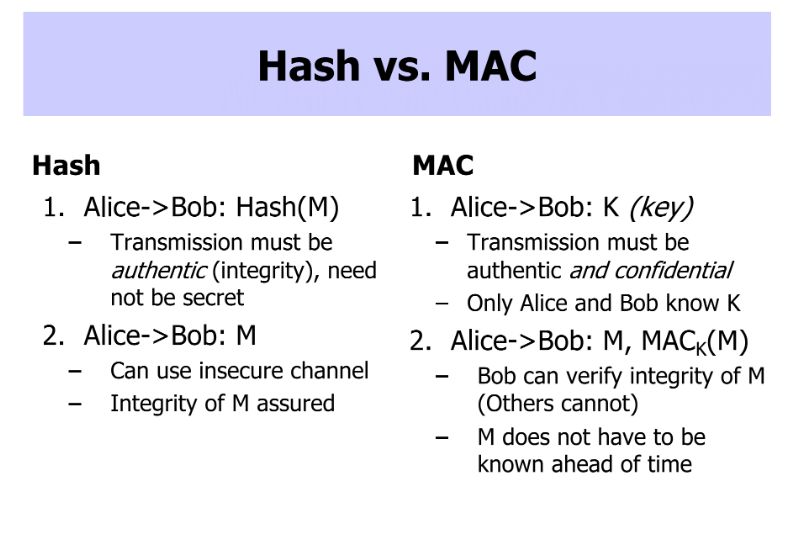 Hash vs. MAC
Hash
1. Alice->Bob: Hash(M)
– Transmission must be
authentic (integrity), need
not be secret
2. Alice->Bob: M
– Can use insecure channel
– Integrity of M assured
MAC
1. Alice->Bob: K (key)
– Transmission must be
authentic and confidential
– Only Alice and Bob know K
2. Alice->Bob: M, MACK(M)
– Bob can verify integrity of M
(Others cannot)
– M does not have to be
known ahead of time